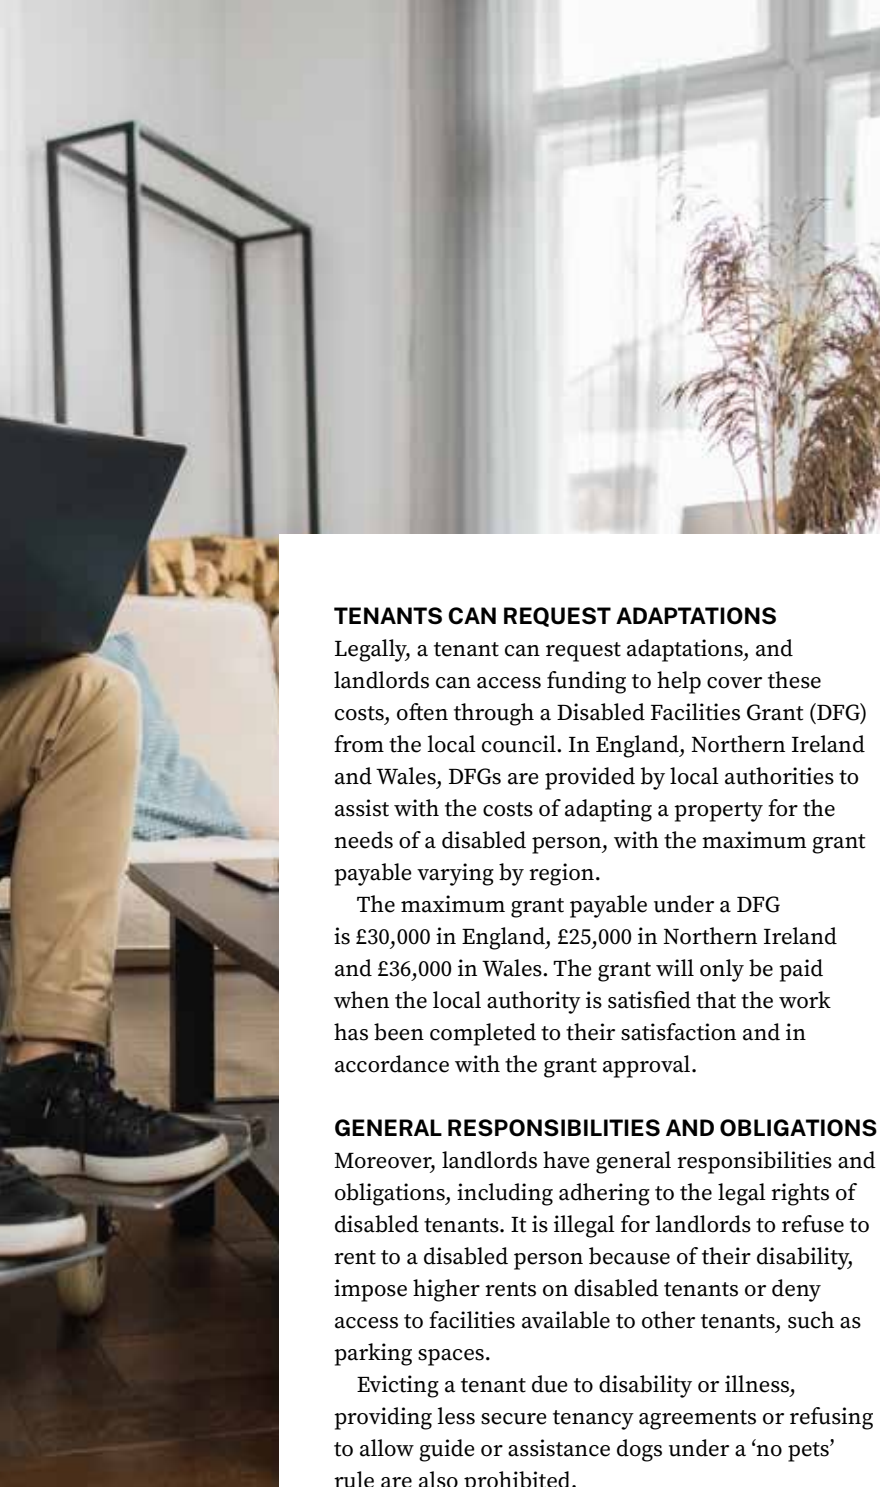 TENANTS CAN REQUEST ADAPTATIONS
Legally, a tenant can request adaptations, and
landlords can access funding to help cover these
costs, often through a Disabled Facilities Grant (DFG)
from the local council. In England, Northern Ireland
and Wales, DFGs are provided by local authorities to
assist with the costs of adapting a property for the
needs of a disabled person, with the maximum grant
payable varying by region.
The maximum grant payable under a DFG
is £30,000 in England, £25,000 in Northern Ireland
and £36,000 in Wales. The grant will only be paid
when the local authority is satisfied that the work
has been completed to their satisfaction and in
accordance with the grant approval.
GENERAL RESPONSIBILITIES AND OBLIGATIONS
Moreover, landlords have general responsibilities and
obligations, including adhering to the legal rights of
disabled tenants. It is illegal for landlords to refuse to
rent to a disabled person because of their disability,
impose higher rents on disabled tenants or deny
access to facilities available to other tenants, such as
parking spaces.
Evicting a tenant due to disability or illness,
providing less secure tenancy agreements or refusing
to allow guide or assistance dogs under a ‘no pets’
rule are also prohibited.